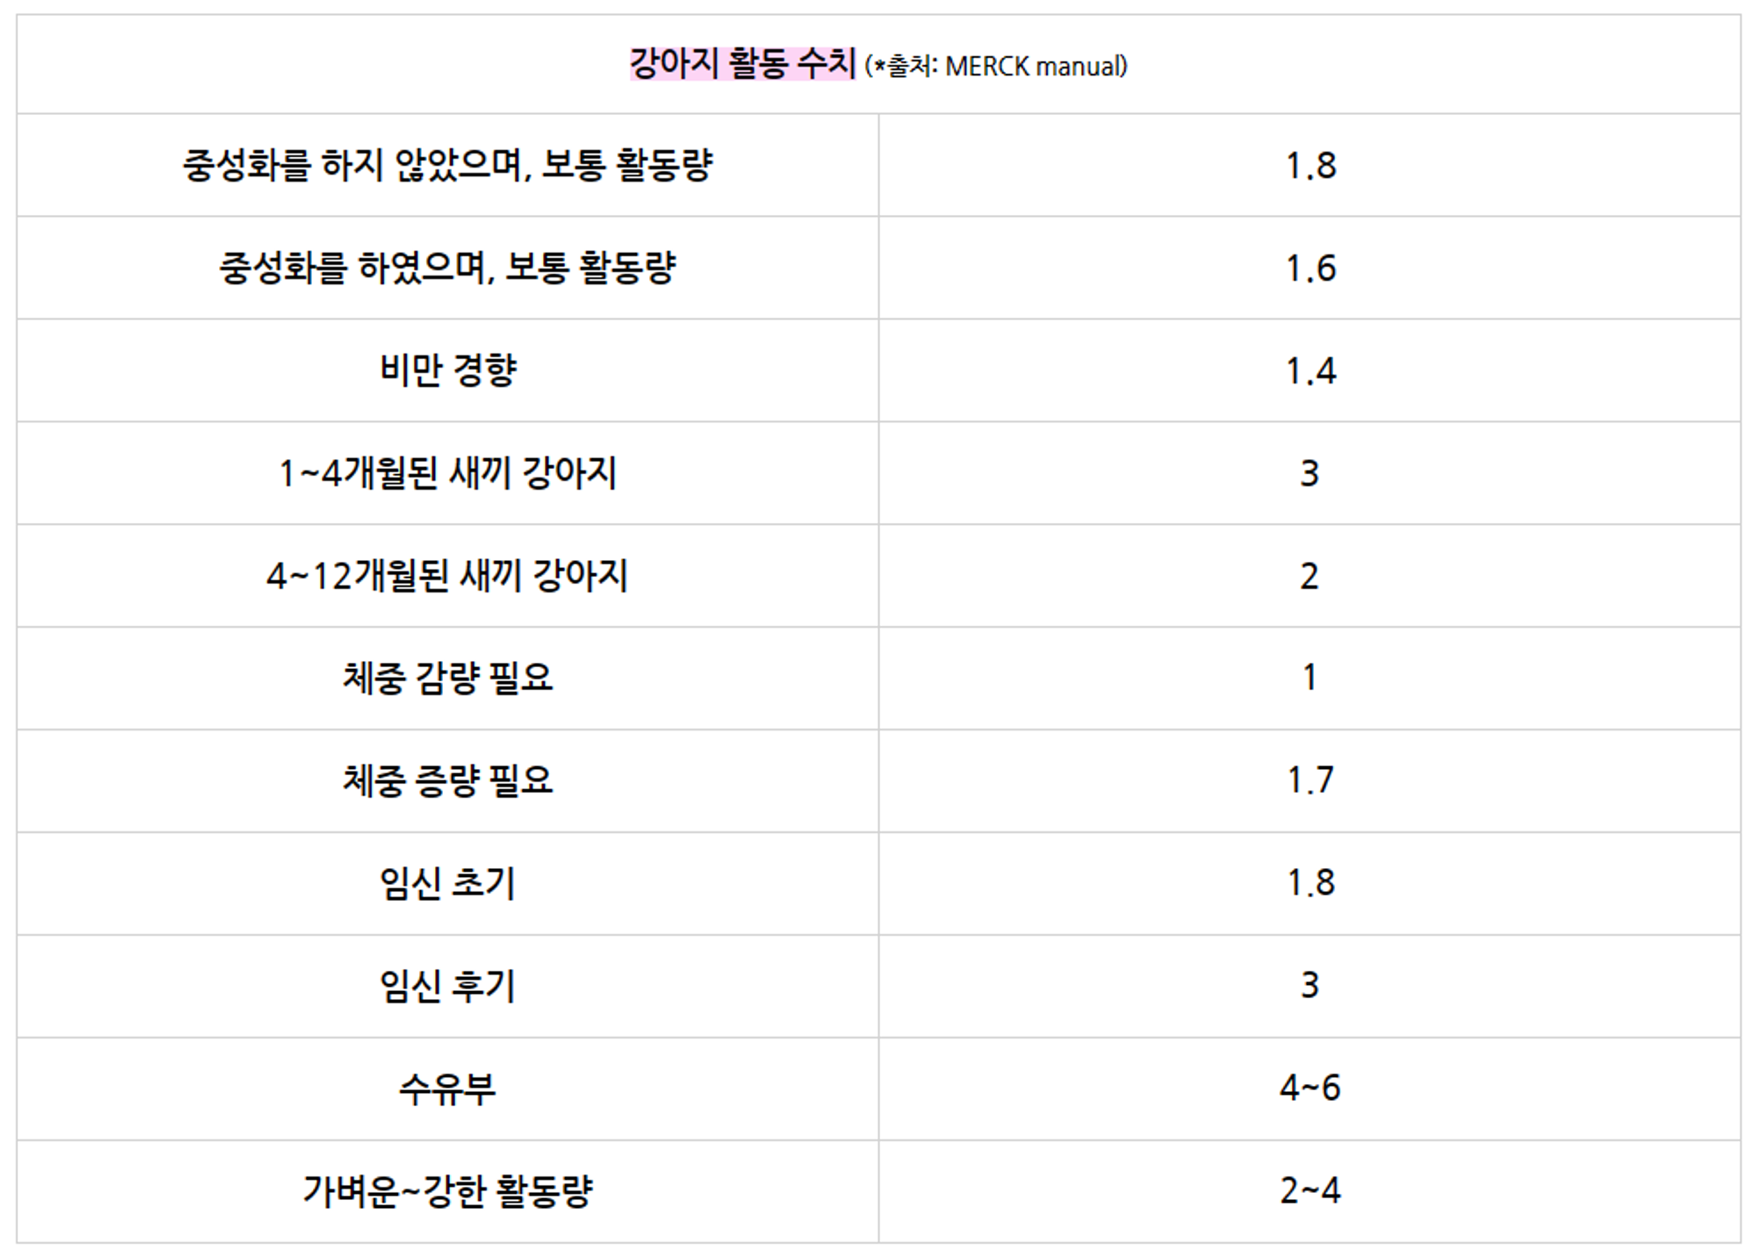 강아지 활동 수치 (*출처: MERCK manual)
중성화를 하지 않았으며, 보통 활동량 1.8
중성화를 하였으며, 보통 활동량 1.6
비만 경향 1.4
1~4개월된 새끼 강아지 3
4~12개월된 새끼 강아지 2
체중 감량 필요 1
체중 증량 필요 1.7
임신 초기 1.8
임신 후기 3
수유부 4~6
가벼운~강한 활동량 2~4